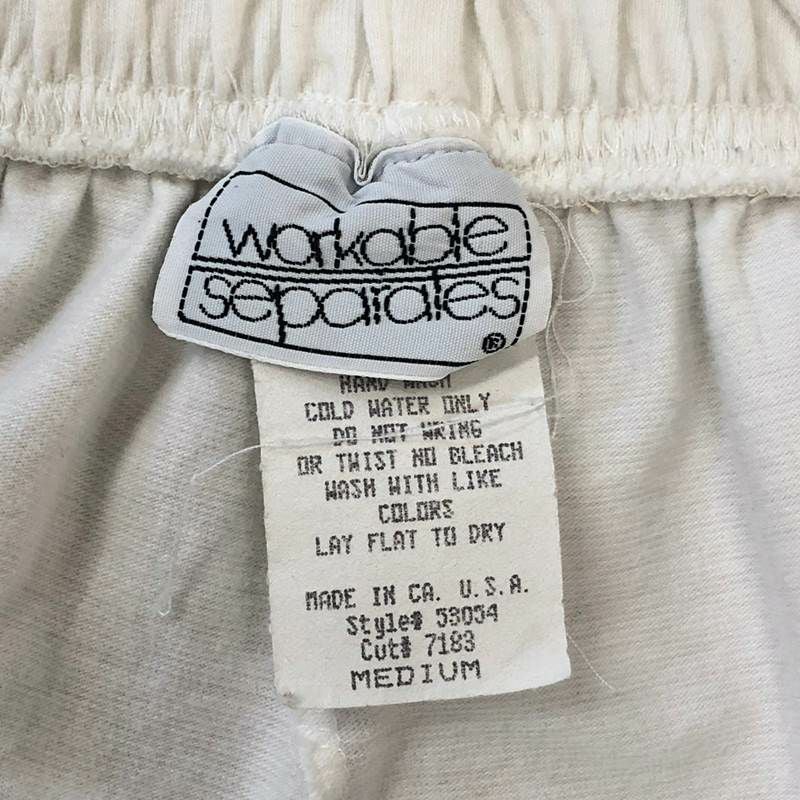 workable
separates
®
HAND WASH
COLD WATER ONLY
DO NOT WRING
OR TWIST NO BLEACH
WASH WITH LIKE
COLORS
LAY FLAT TO DRY
MADE IN CA. U.S.A.
Style# 53054
Cut# 7183
MEDIUM